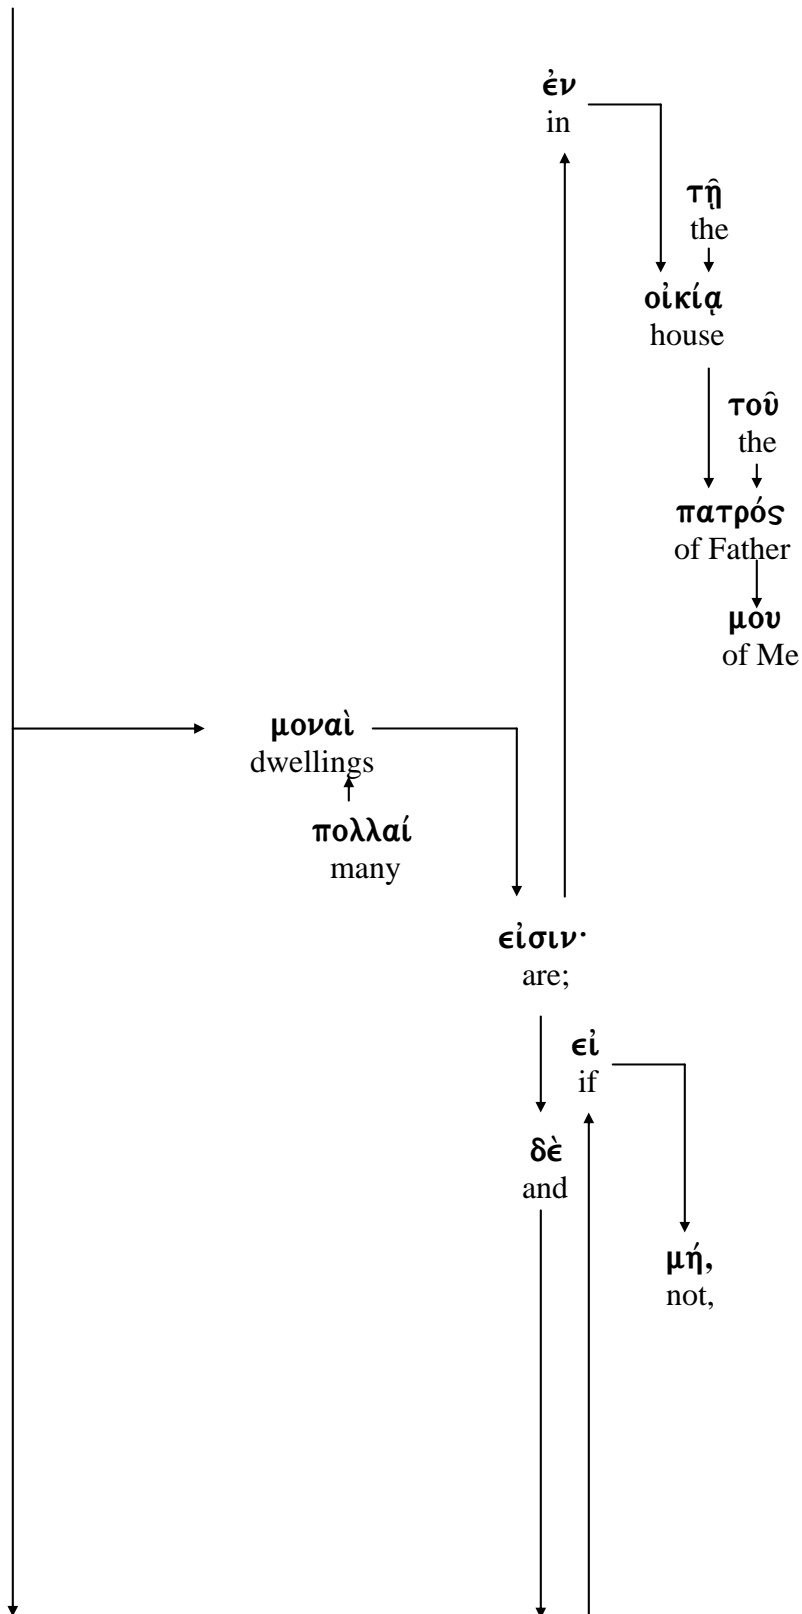 ἐν
in
τῇ
the
οἰκίᾳ
house
τοῦ
the
πατρός
of Father
μου
of Me
μοναὶ
dwellings
πολλαί
many
εἰσιν·
are;
εἰ
if
δὲ
and
μή,
not,